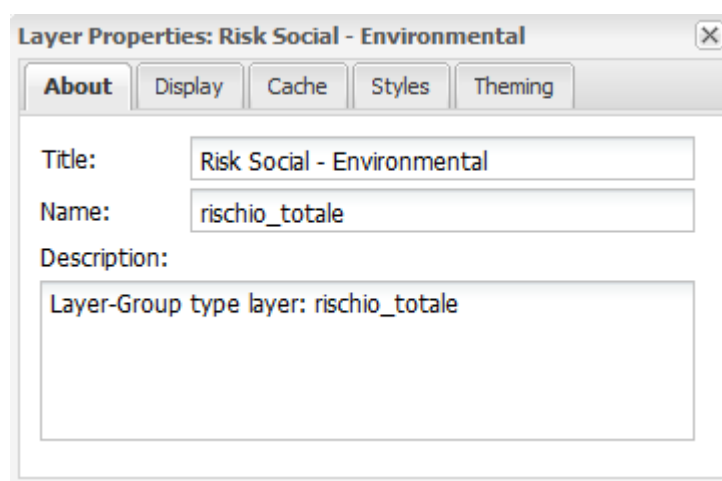 Layer Properties: Risk Social - Environmental
About Display Cache Styles Theming
Title: Risk Social - Environmental
Name: rischio_totale
Description:
Layer-Group type layer: rischio_totale